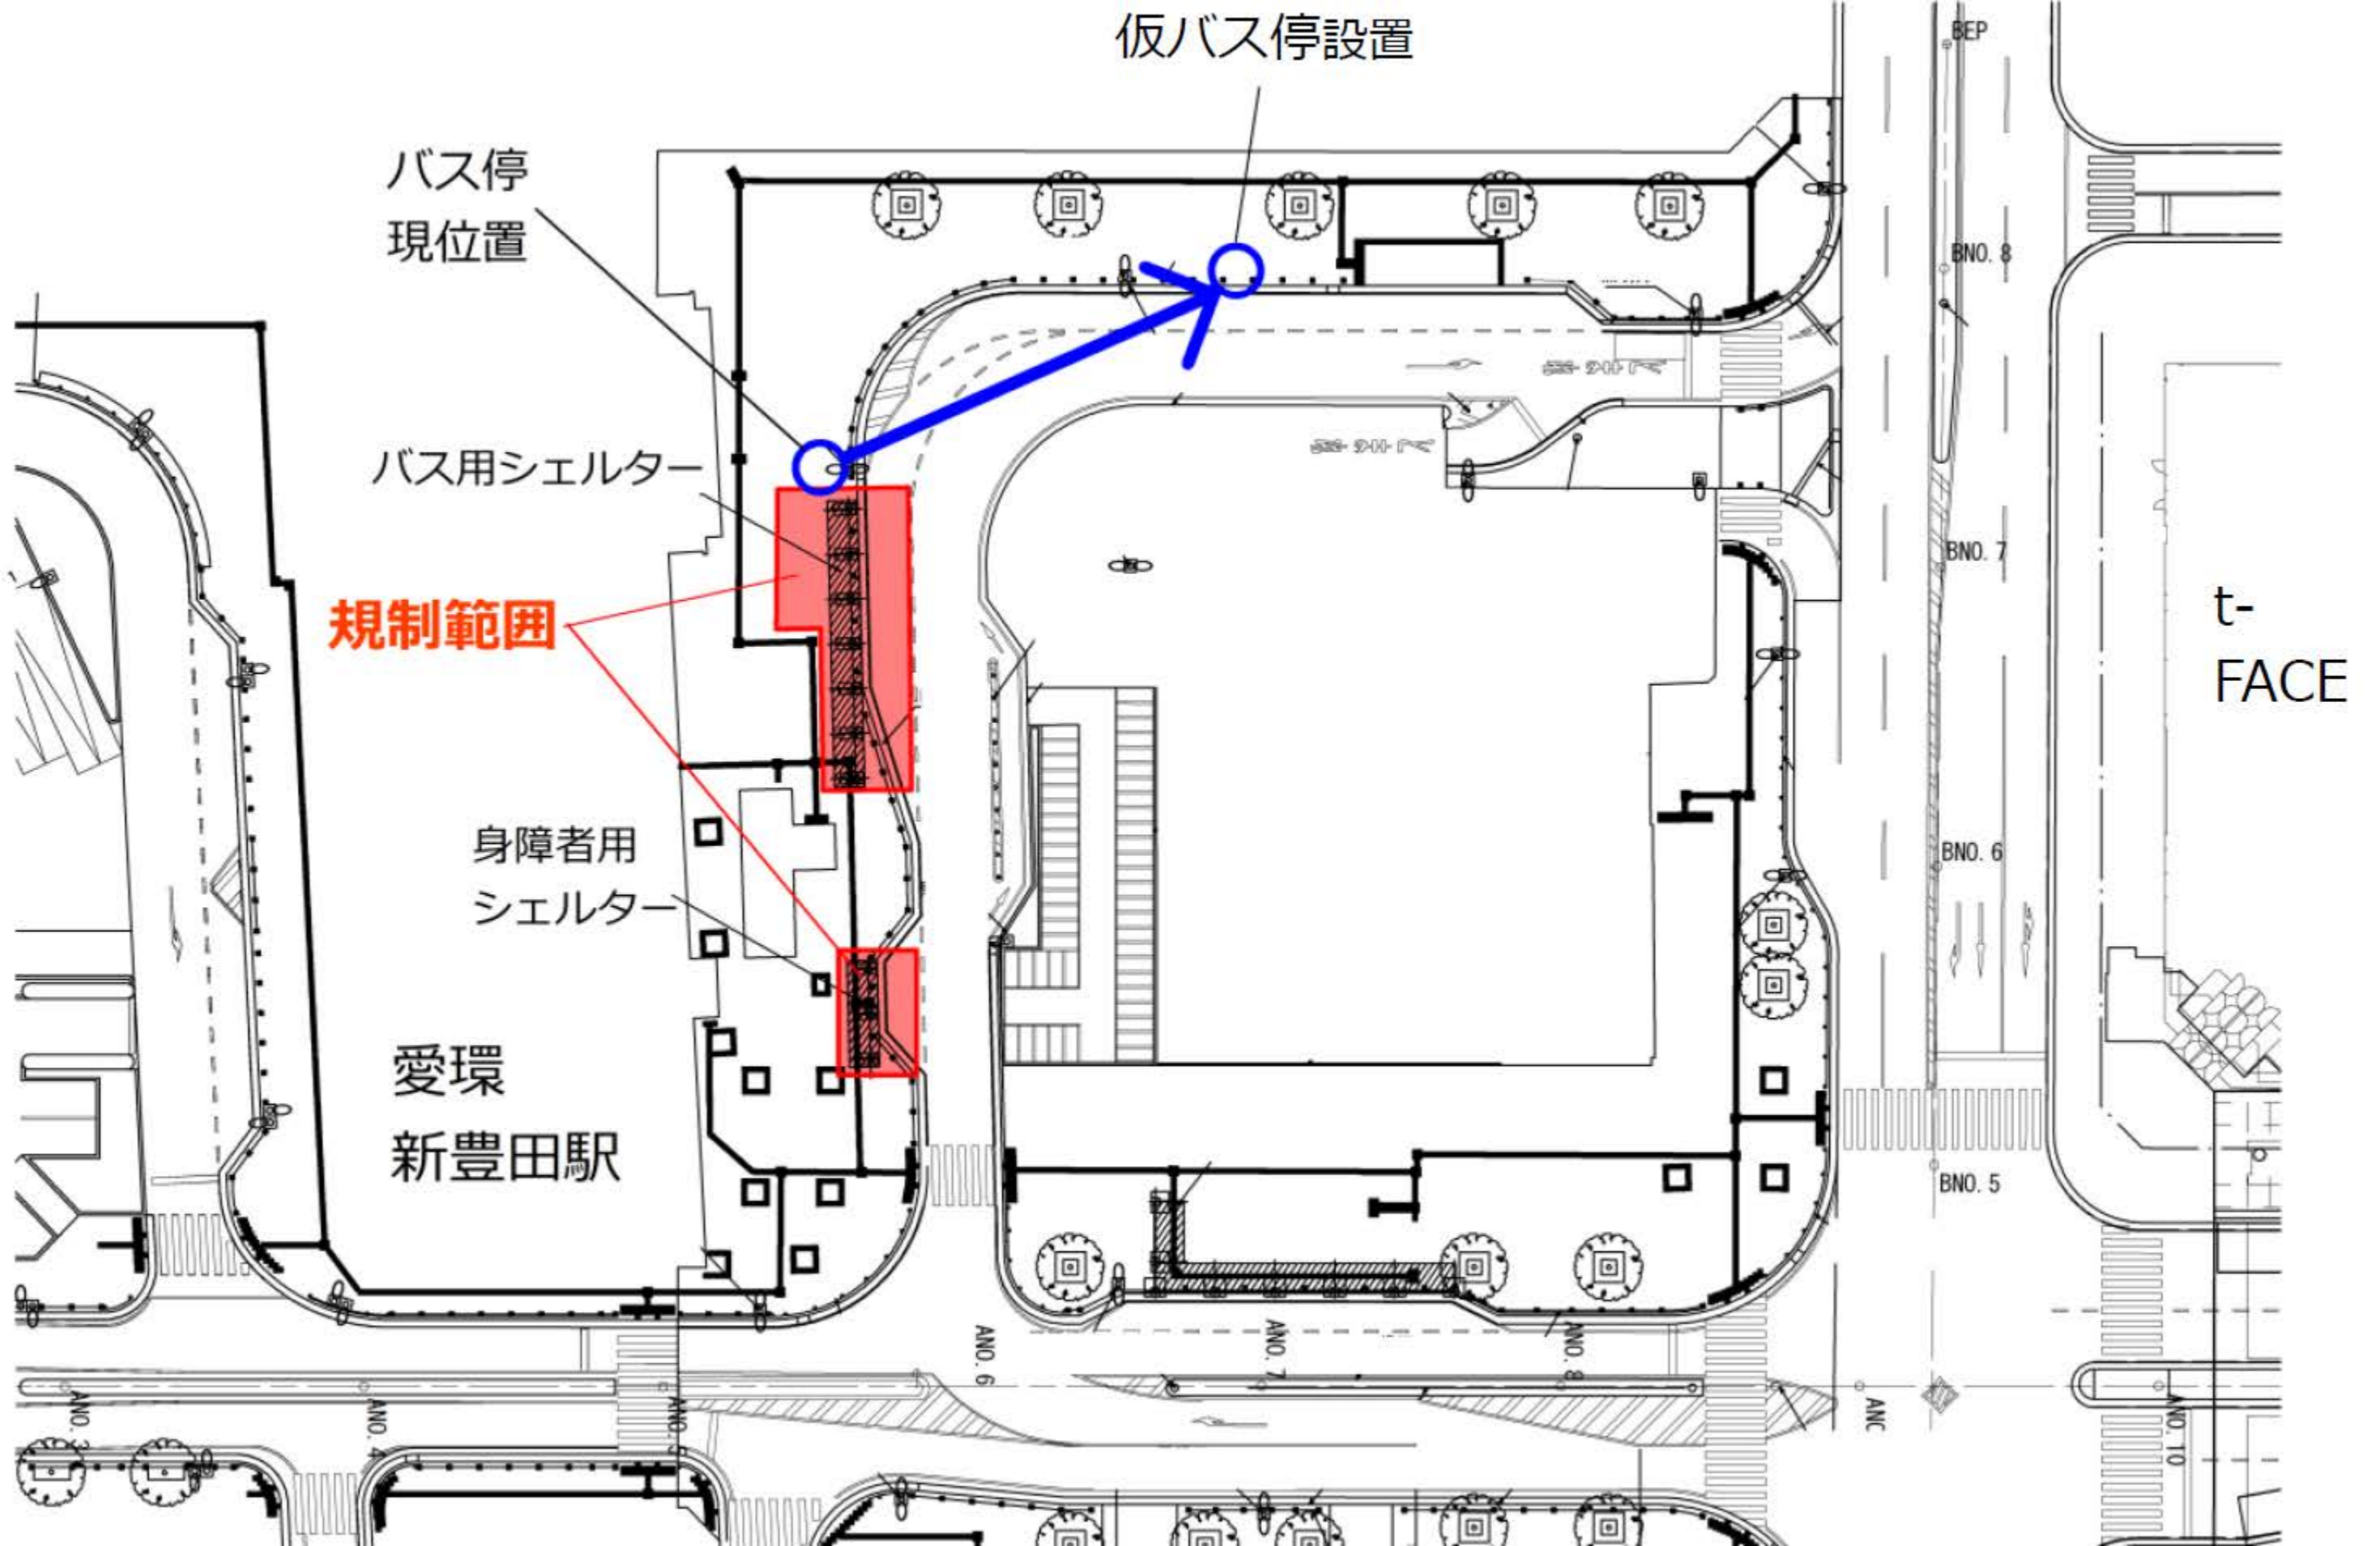 仮バス停設置
バス停
現位置
バス用シェルター
規制範囲
身障者用
シェルター
愛環
新豊田駅
t-
FACE
BEP
BNO. 8
BNO. 7
BNO. 6
BNO. 5
ANO. 3
ANO. 4
ANO. 6
ANO. 7
ANO. 8
ANO. 10